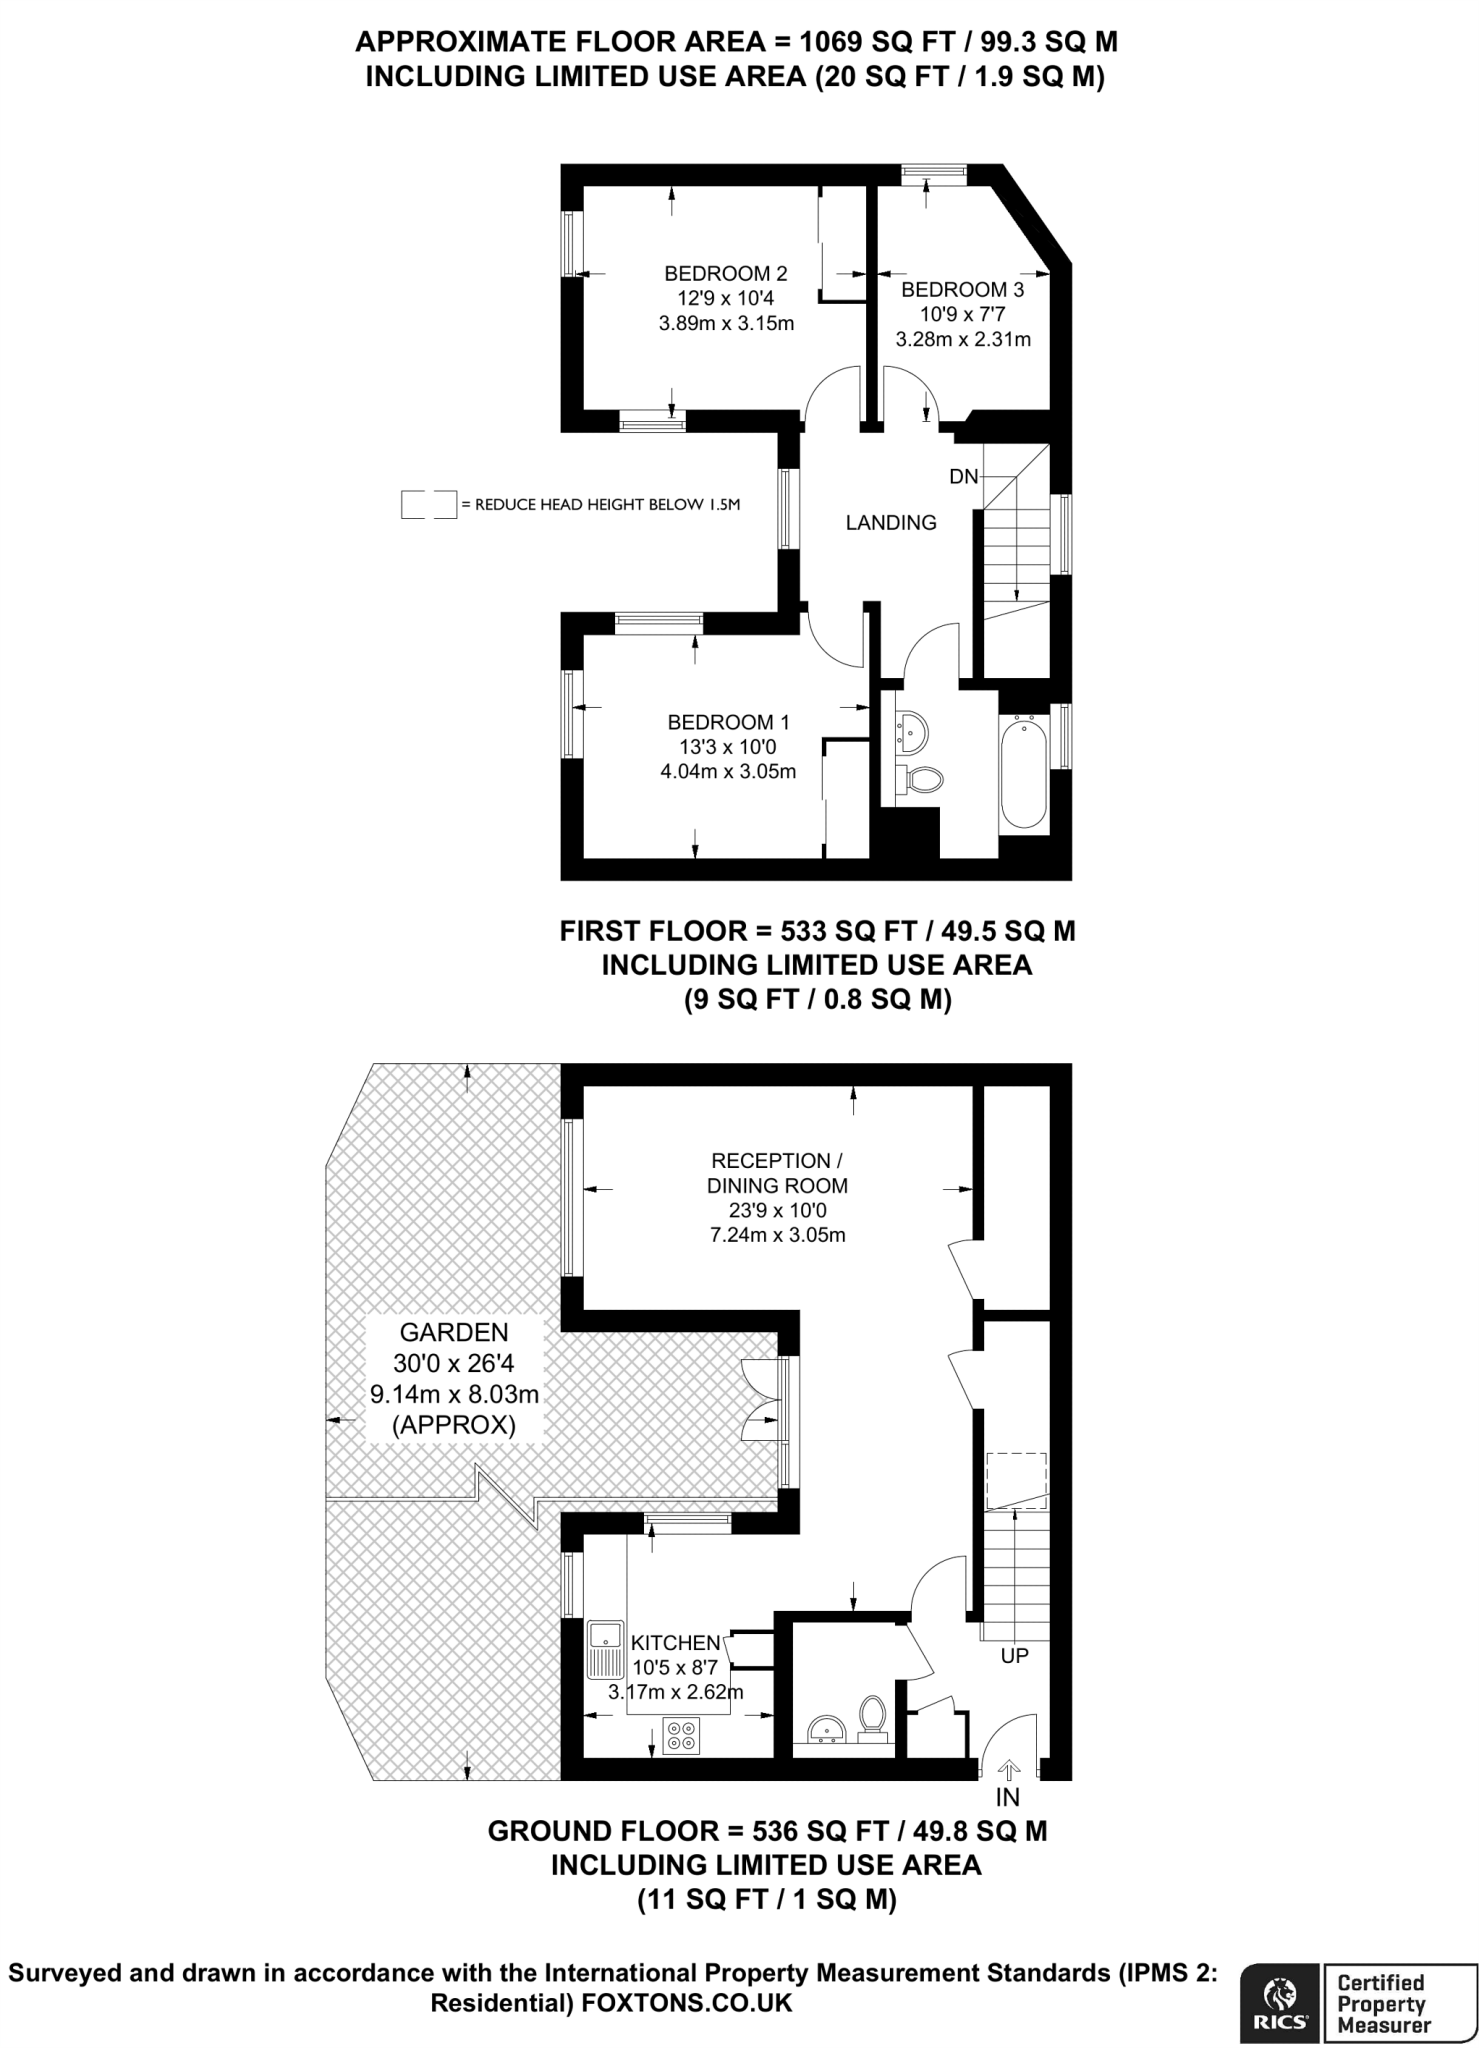 APPROXIMATE FLOOR AREA = 1069 SQ FT / 99.3 SQ M
INCLUDING LIMITED USE AREA (20 SQ FT / 1.9 SQ M)
BEDROOM 2
12'9 x 10'4
3.89m x 3.15m
BEDROOM 3
10'9 x 7'7
3.28m x 2.31m
DN
= REDUCE HEAD HEIGHT BELOW 1.5M
LANDING
BEDROOM 1
13'3 x 10'0
4.04m x 3.05m
FIRST FLOOR = 533 SQ FT / 49.5 SQ M
INCLUDING LIMITED USE AREA
(9 SQ FT / 0.8 SQ M)
RECEPTION /
DINING ROOM
23'9 x 10'0
7.24m x 3.05m
GARDEN
30'0 x 26'4
9.14m x 8.03m
(APPROX)
KITCHEN
10'5 x 8'7
3.17m x 2.62m
UP
IN
GROUND FLOOR = 536 SQ FT / 49.8 SQ M
INCLUDING LIMITED USE AREA
(11 SQ FT / 1 SQ M)
Surveyed and drawn in accordance with the International Property Measurement Standards (IPMS 2:
Residential) FOXTONS.CO.UK
RICS
Certified
Property
Measurer